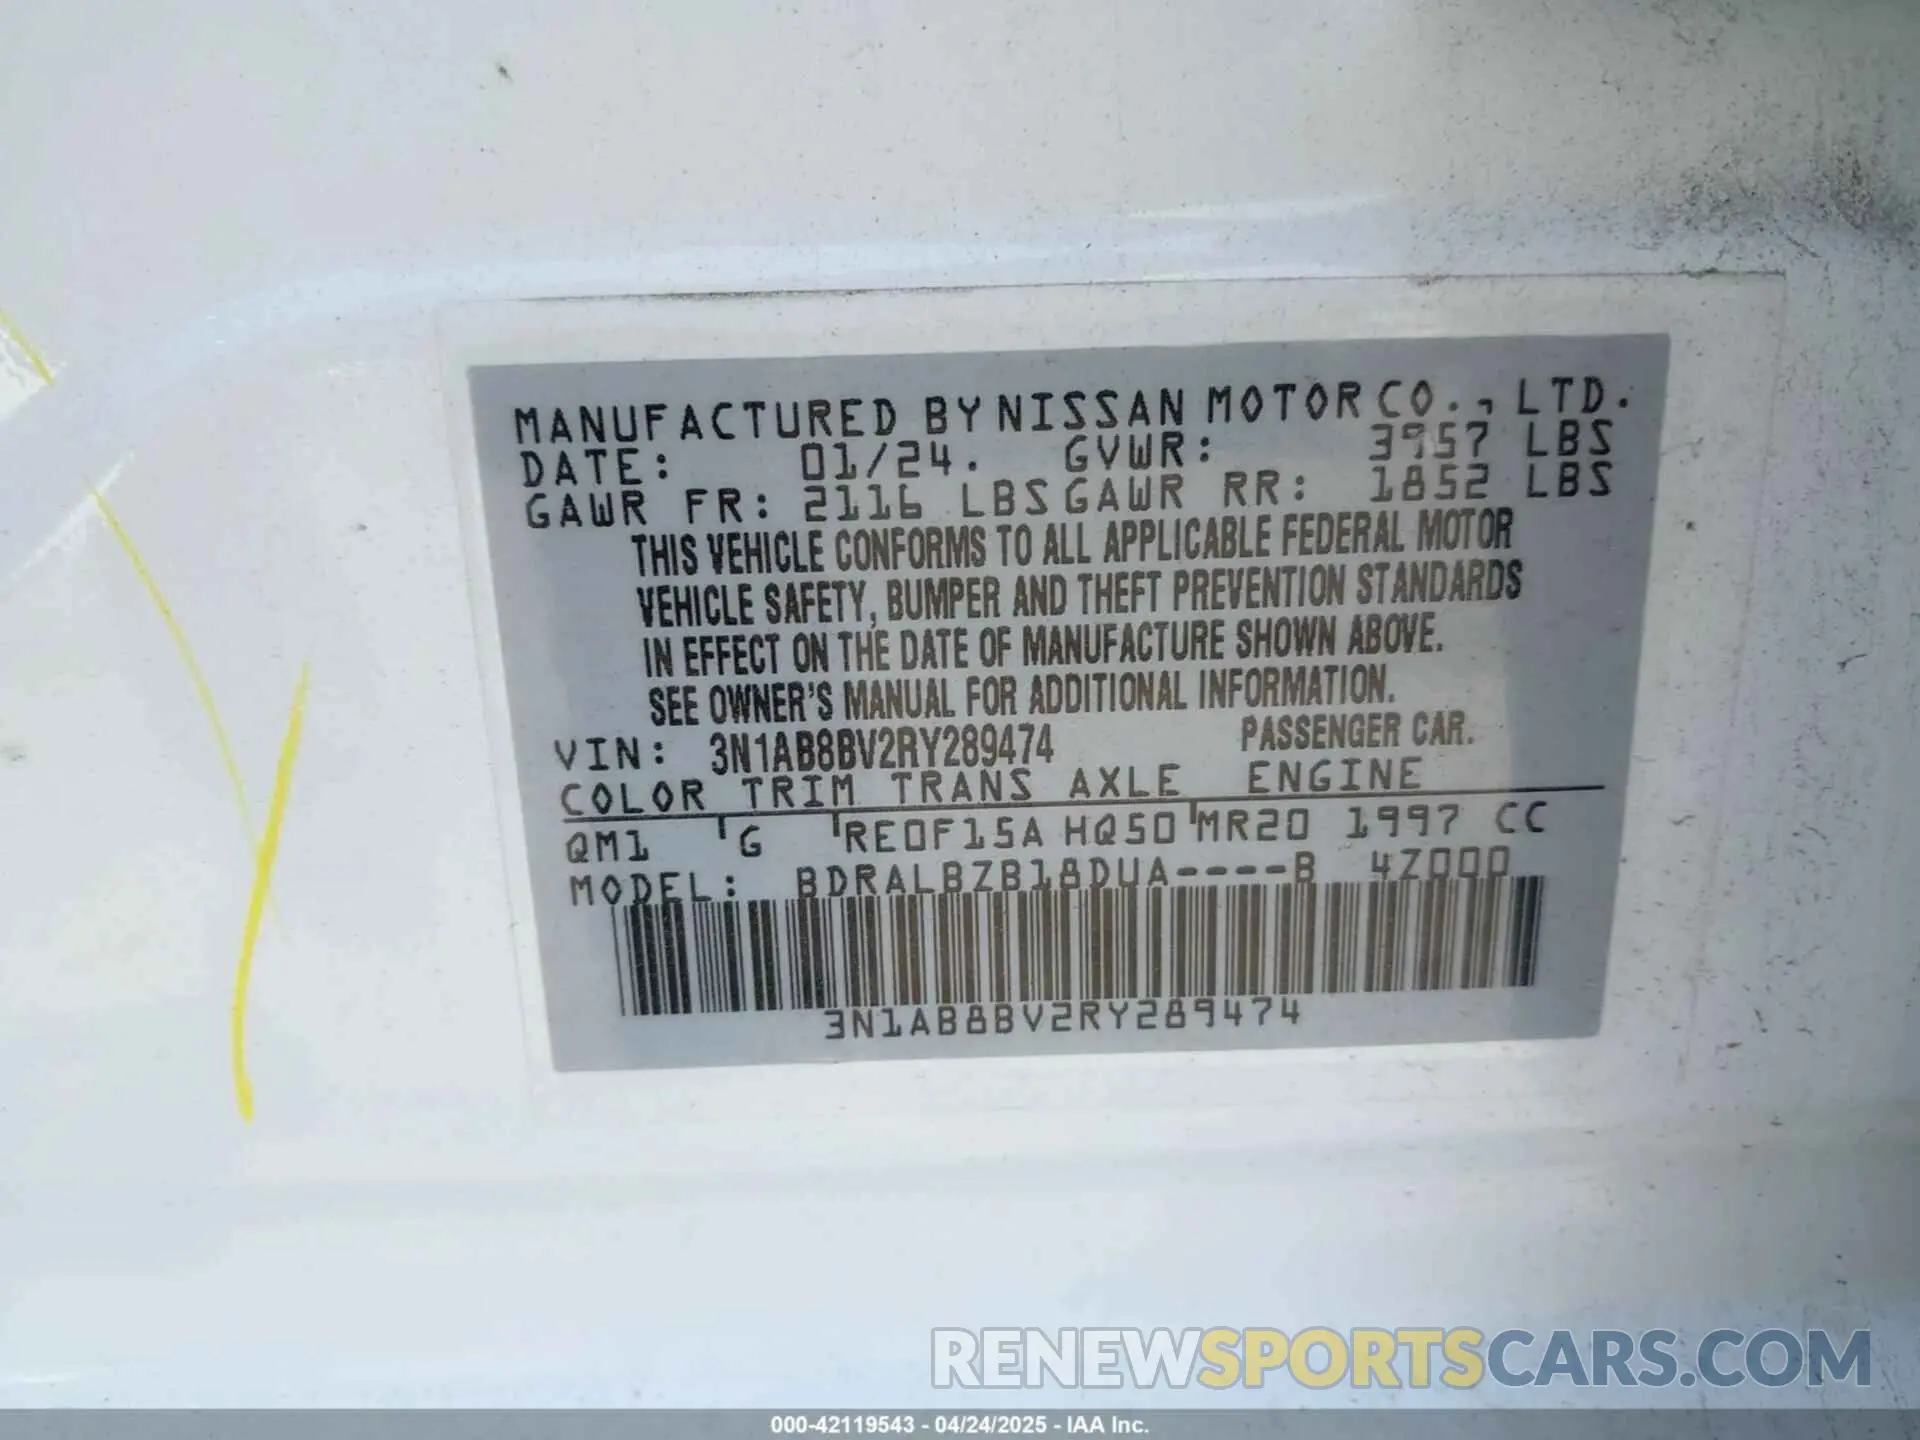 MANUFACTURED BY NISSAN MOTOR CO., LTD.
DATE: 01/24. GVWR: 3957 LBS
GAWR FR: 2116 LBS GAWR RR: 1852 LBS
THIS VEHICLE CONFORMS TO ALL APPLICABLE FEDERAL MOTOR
VEHICLE SAFETY, BUMPER AND THEFT PREVENTION STANDARDS
IN EFFECT ON THE DATE OF MANUFACTURE SHOWN ABOVE.
SEE OWNER'S MANUAL FOR ADDITIONAL INFORMATION.
VIN: 3N1AB8BV2RY289474 PASSENGER CAR.
COLOR TRIM TRANS AXLE ENGINE
QM1 G RE0F15A HQ50 MR20 1997 CC
MODEL: BDRALBZB18DUA----B 4Z000
3N1AB8BV2RY289474
RENEWSPORTSCARS.COM
000-42119543 - 04/24/2025 - IAA Inc.